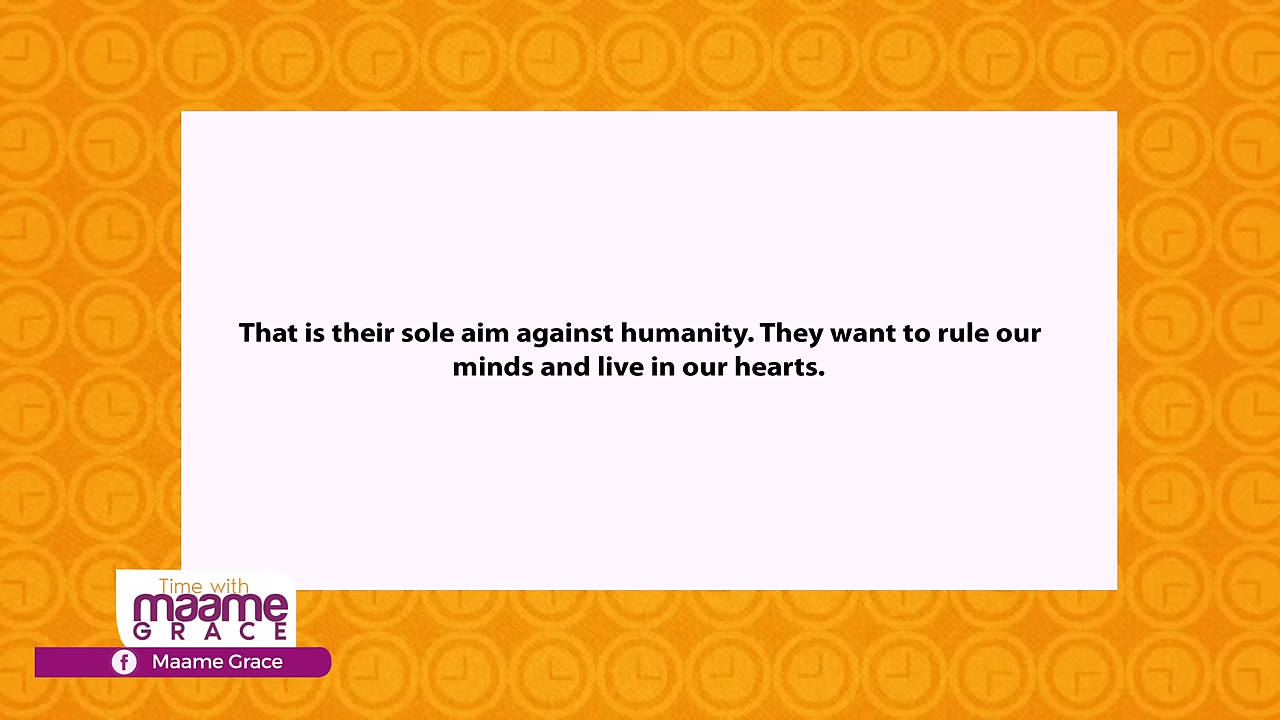 That is their sole aim against humanity. They want to rule our
minds and live in our hearts.
Time with
maame
GRACE
f Maame Grace